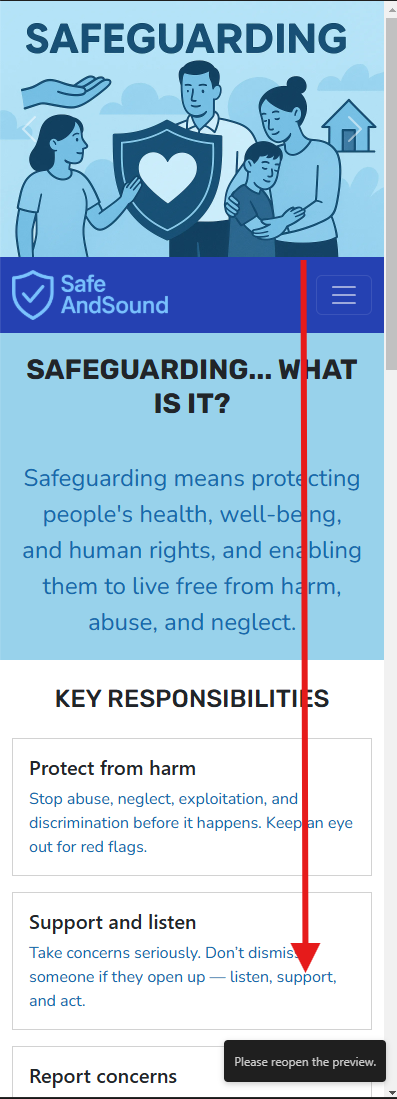 SAFEGUARDING
Safe
AndSound
SAFEGUARDING... WHAT
IS IT?
Safeguarding means protecting
people's health, well-being,
and human rights, and enabling
them to live free from harm,
abuse, and neglect.
KEY RESPONSIBILITIES
Protect from harm
Stop abuse, neglect, exploitation, and
discrimination before it happens. Keep an eye
out for red flags.
Support and listen
Take concerns seriously. Don’t dismiss
someone if they open up — listen, support,
and act.
Report concerns
Please reopen the preview.